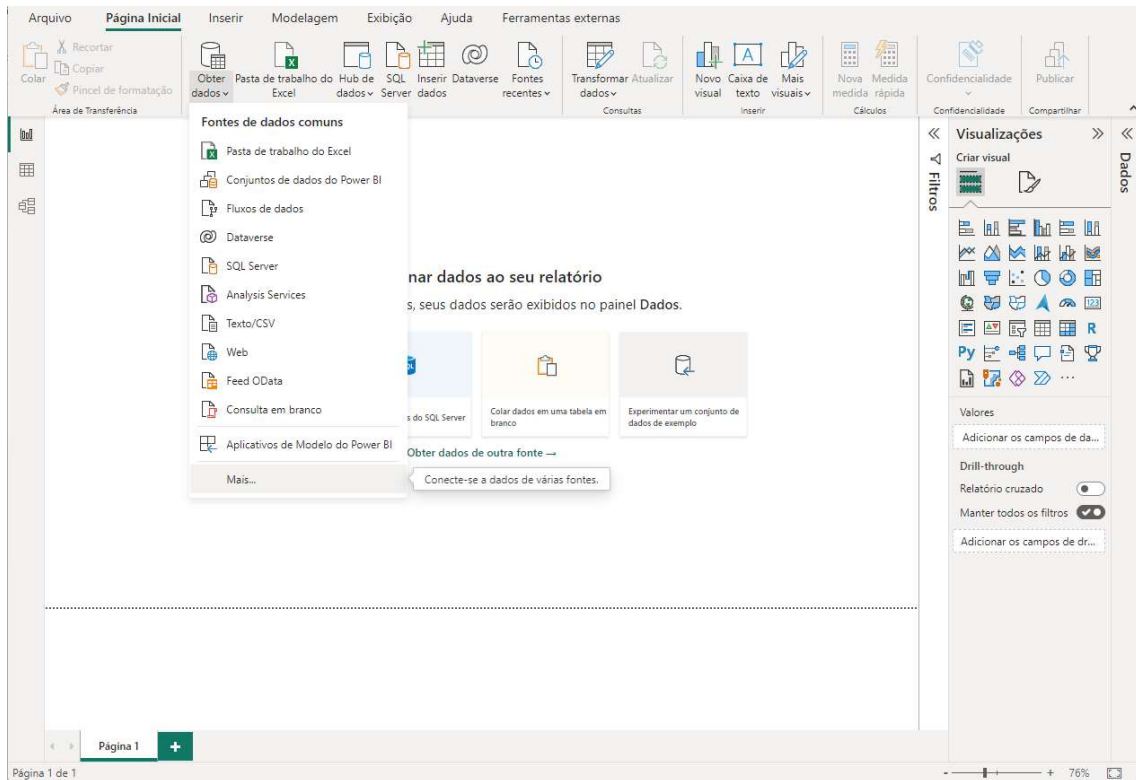 Arquivo Página Inicial Inserir Modelagem Exibição Ajuda Ferramentas externas
Colar
Recortar
Copiar
Pincel de formatação
Área de Transferência
Obter dados
Pasta de trabalho do Excel
Hub de dados
SQL Server
Inserir dados
Dataverse
Fontes recentes
Transformar dados
Atualizar
Consultas
Novo visual
Caixa de texto
Mais visuais
Inserir
Nova medida
Medida rápida
Cálculos
Confidencialidade
Confidencialidade
Publicar
Compartilhar
Fontes de dados comuns
Pasta de trabalho do Excel
Conjuntos de dados do Power BI
Fluxos de dados
Dataverse
SQL Server
Analysis Services
Texto/CSV
Web
Feed OData
Consulta em branco
Aplicativos de Modelo do Power BI
Mais...
Conecte-se a dados de várias fontes.
nar dados ao seu relatório
s, seus dados serão exibidos no painel Dados.
s do SQL Server
Colar dados em uma tabela em
branco
Experimentar um conjunto de
dados de exemplo
Obter dados de outra fonte →
Filtros
Visualizações
Criar visual
123
R
Py
...
Valores
Adicionar os campos de da...
Drill-through
Relatório cruzado
Manter todos os filtros
Adicionar os campos de dr...
Dados
Página 1
+
Página 1 de 1
- + 76%